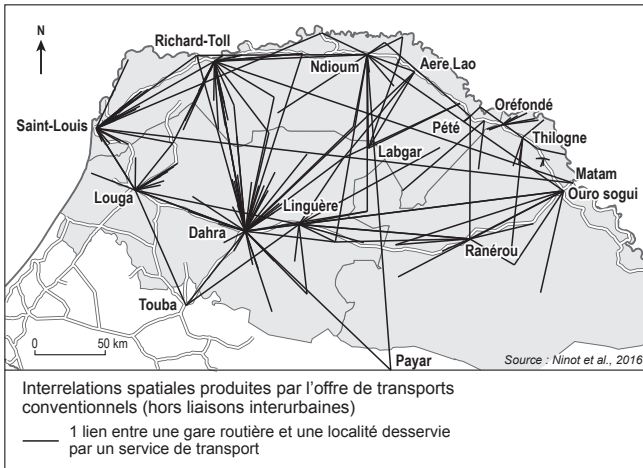 N
Richard-Toll
Ndioum
Aere Lao
Oréfondé
Saint-Louis
Pété
Thilogne
Labgar
Matam
Louga
Linguère
Ouro sogui
Dahra
Ranérou
Touba
0 50 km
Payar
Source : Ninot et al., 2016
Interrelations spatiales produites par l'offre de transports
conventionnels (hors liaisons interurbaines)
1 lien entre une gare routière et une localité desservie
par un service de transport